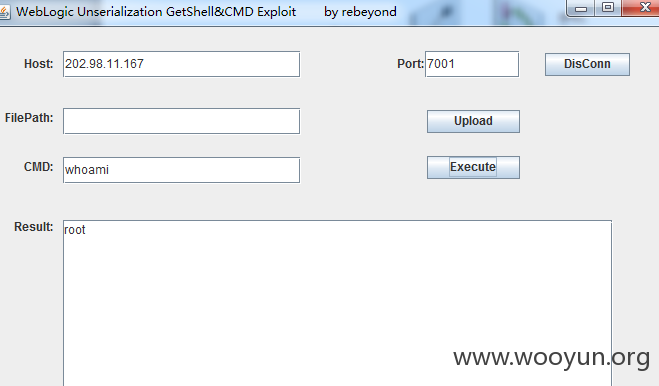 WebLogic Unserialization GetShell&CMD Exploit by rebeyond
Host: 202.98.11.167 Port: 7001 DisConn
FilePath: Upload
CMD: whoami Execute
Result: root
www.wooyun.org